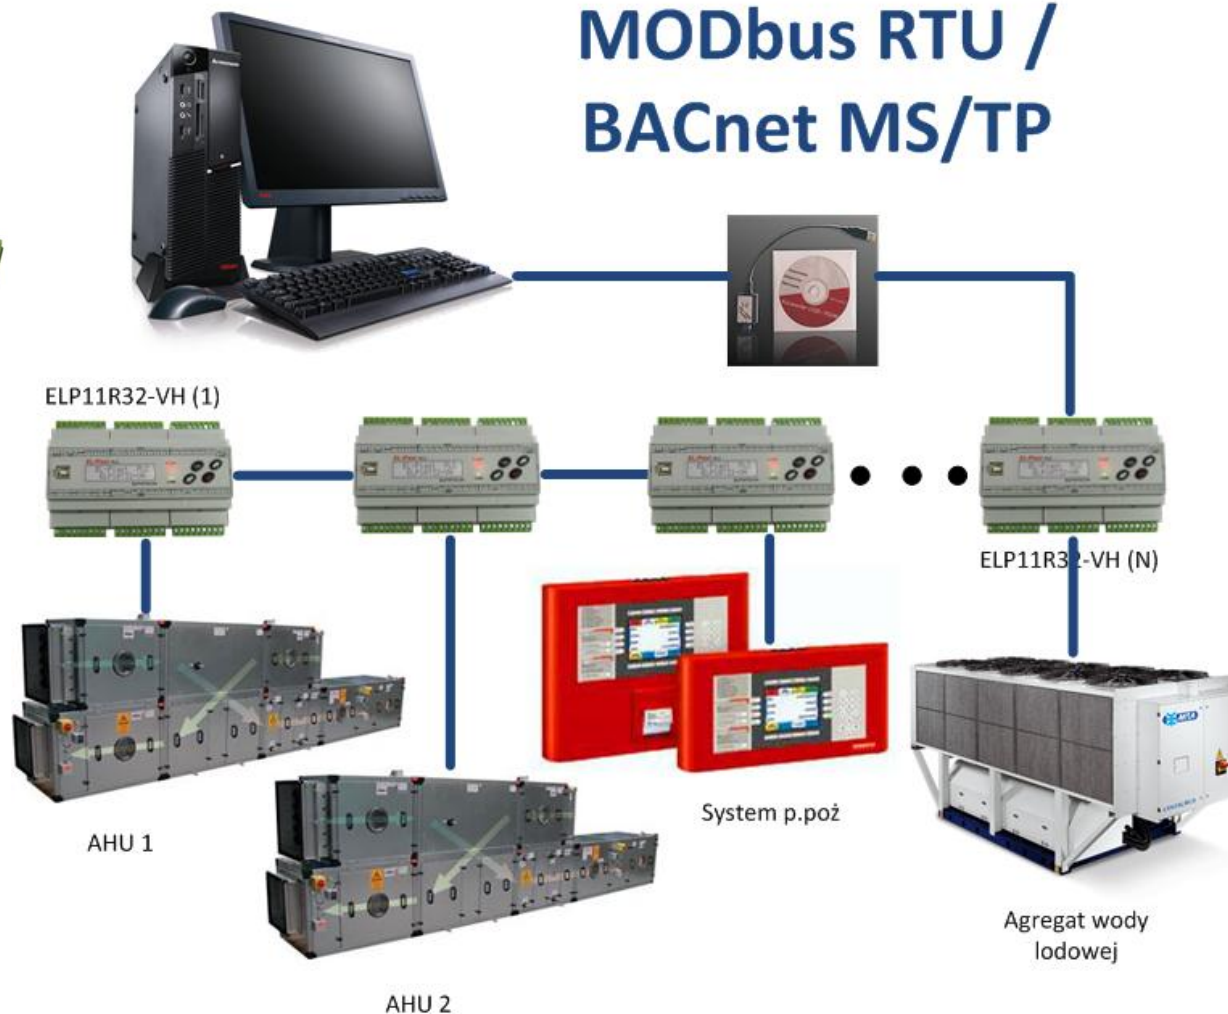 MODbus RTU /
BACnet MS/TP
ELP11R32-VH (1)
ELP11R32-VH (N)
System p.poż
AHU 1
AHU 2
Agregat wody
lodowej